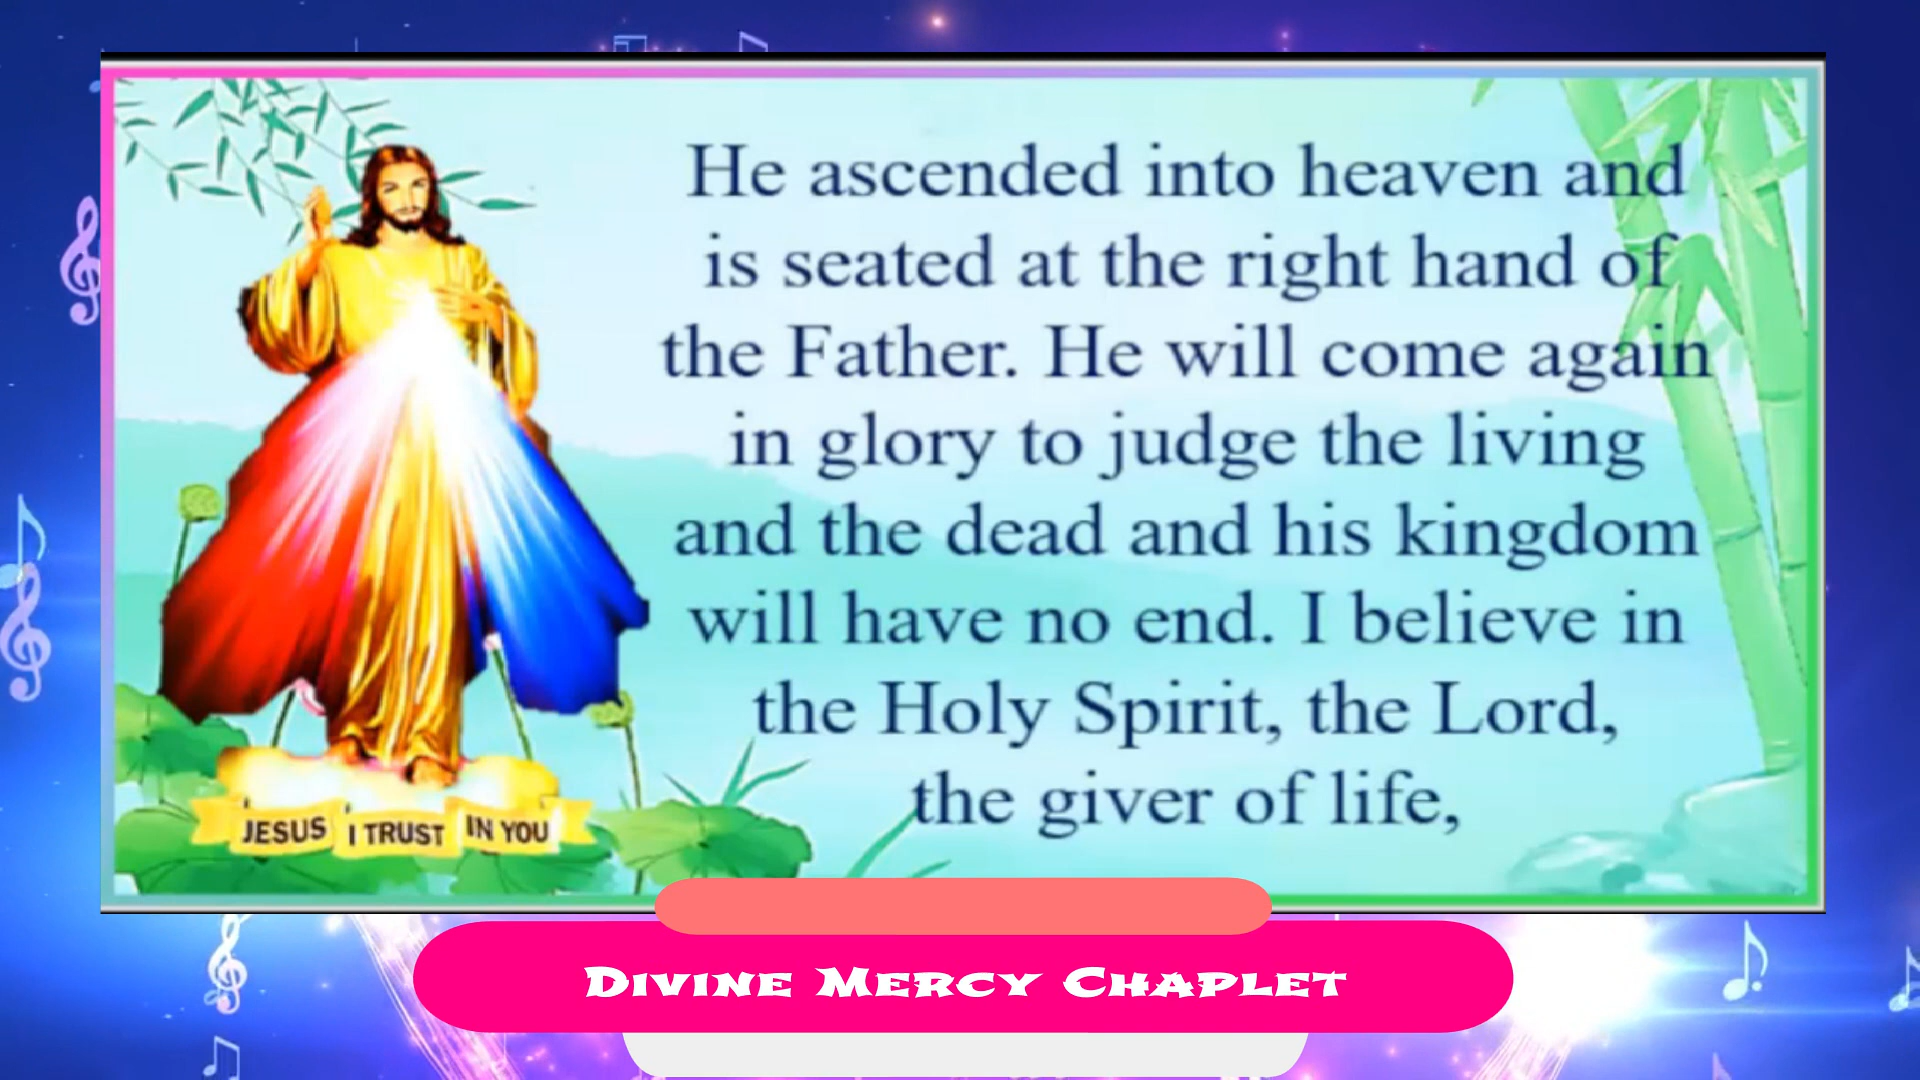 He ascended into heaven and
is seated at the right hand of
the Father. He will come again
in glory to judge the living
and the dead and his kingdom
will have no end. I believe in
the Holy Spirit, the Lord,
the giver of life,
JESUS I TRUST IN YOU
Divine Mercy Chaplet